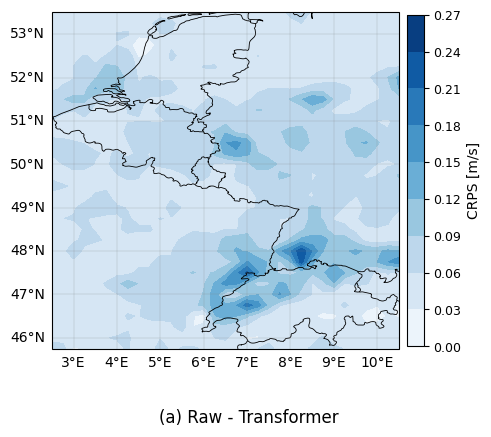 53°N
52°N
51°N
50°N
49°N
48°N
47°N
46°N
3°E 4°E 5°E 6°E 7°E 8°E 9°E 10°E
0.27
0.24
0.21
0.18
0.15
0.12
0.09
0.06
0.03
0.00
CRPS [m/s]
(a) Raw - Transformer